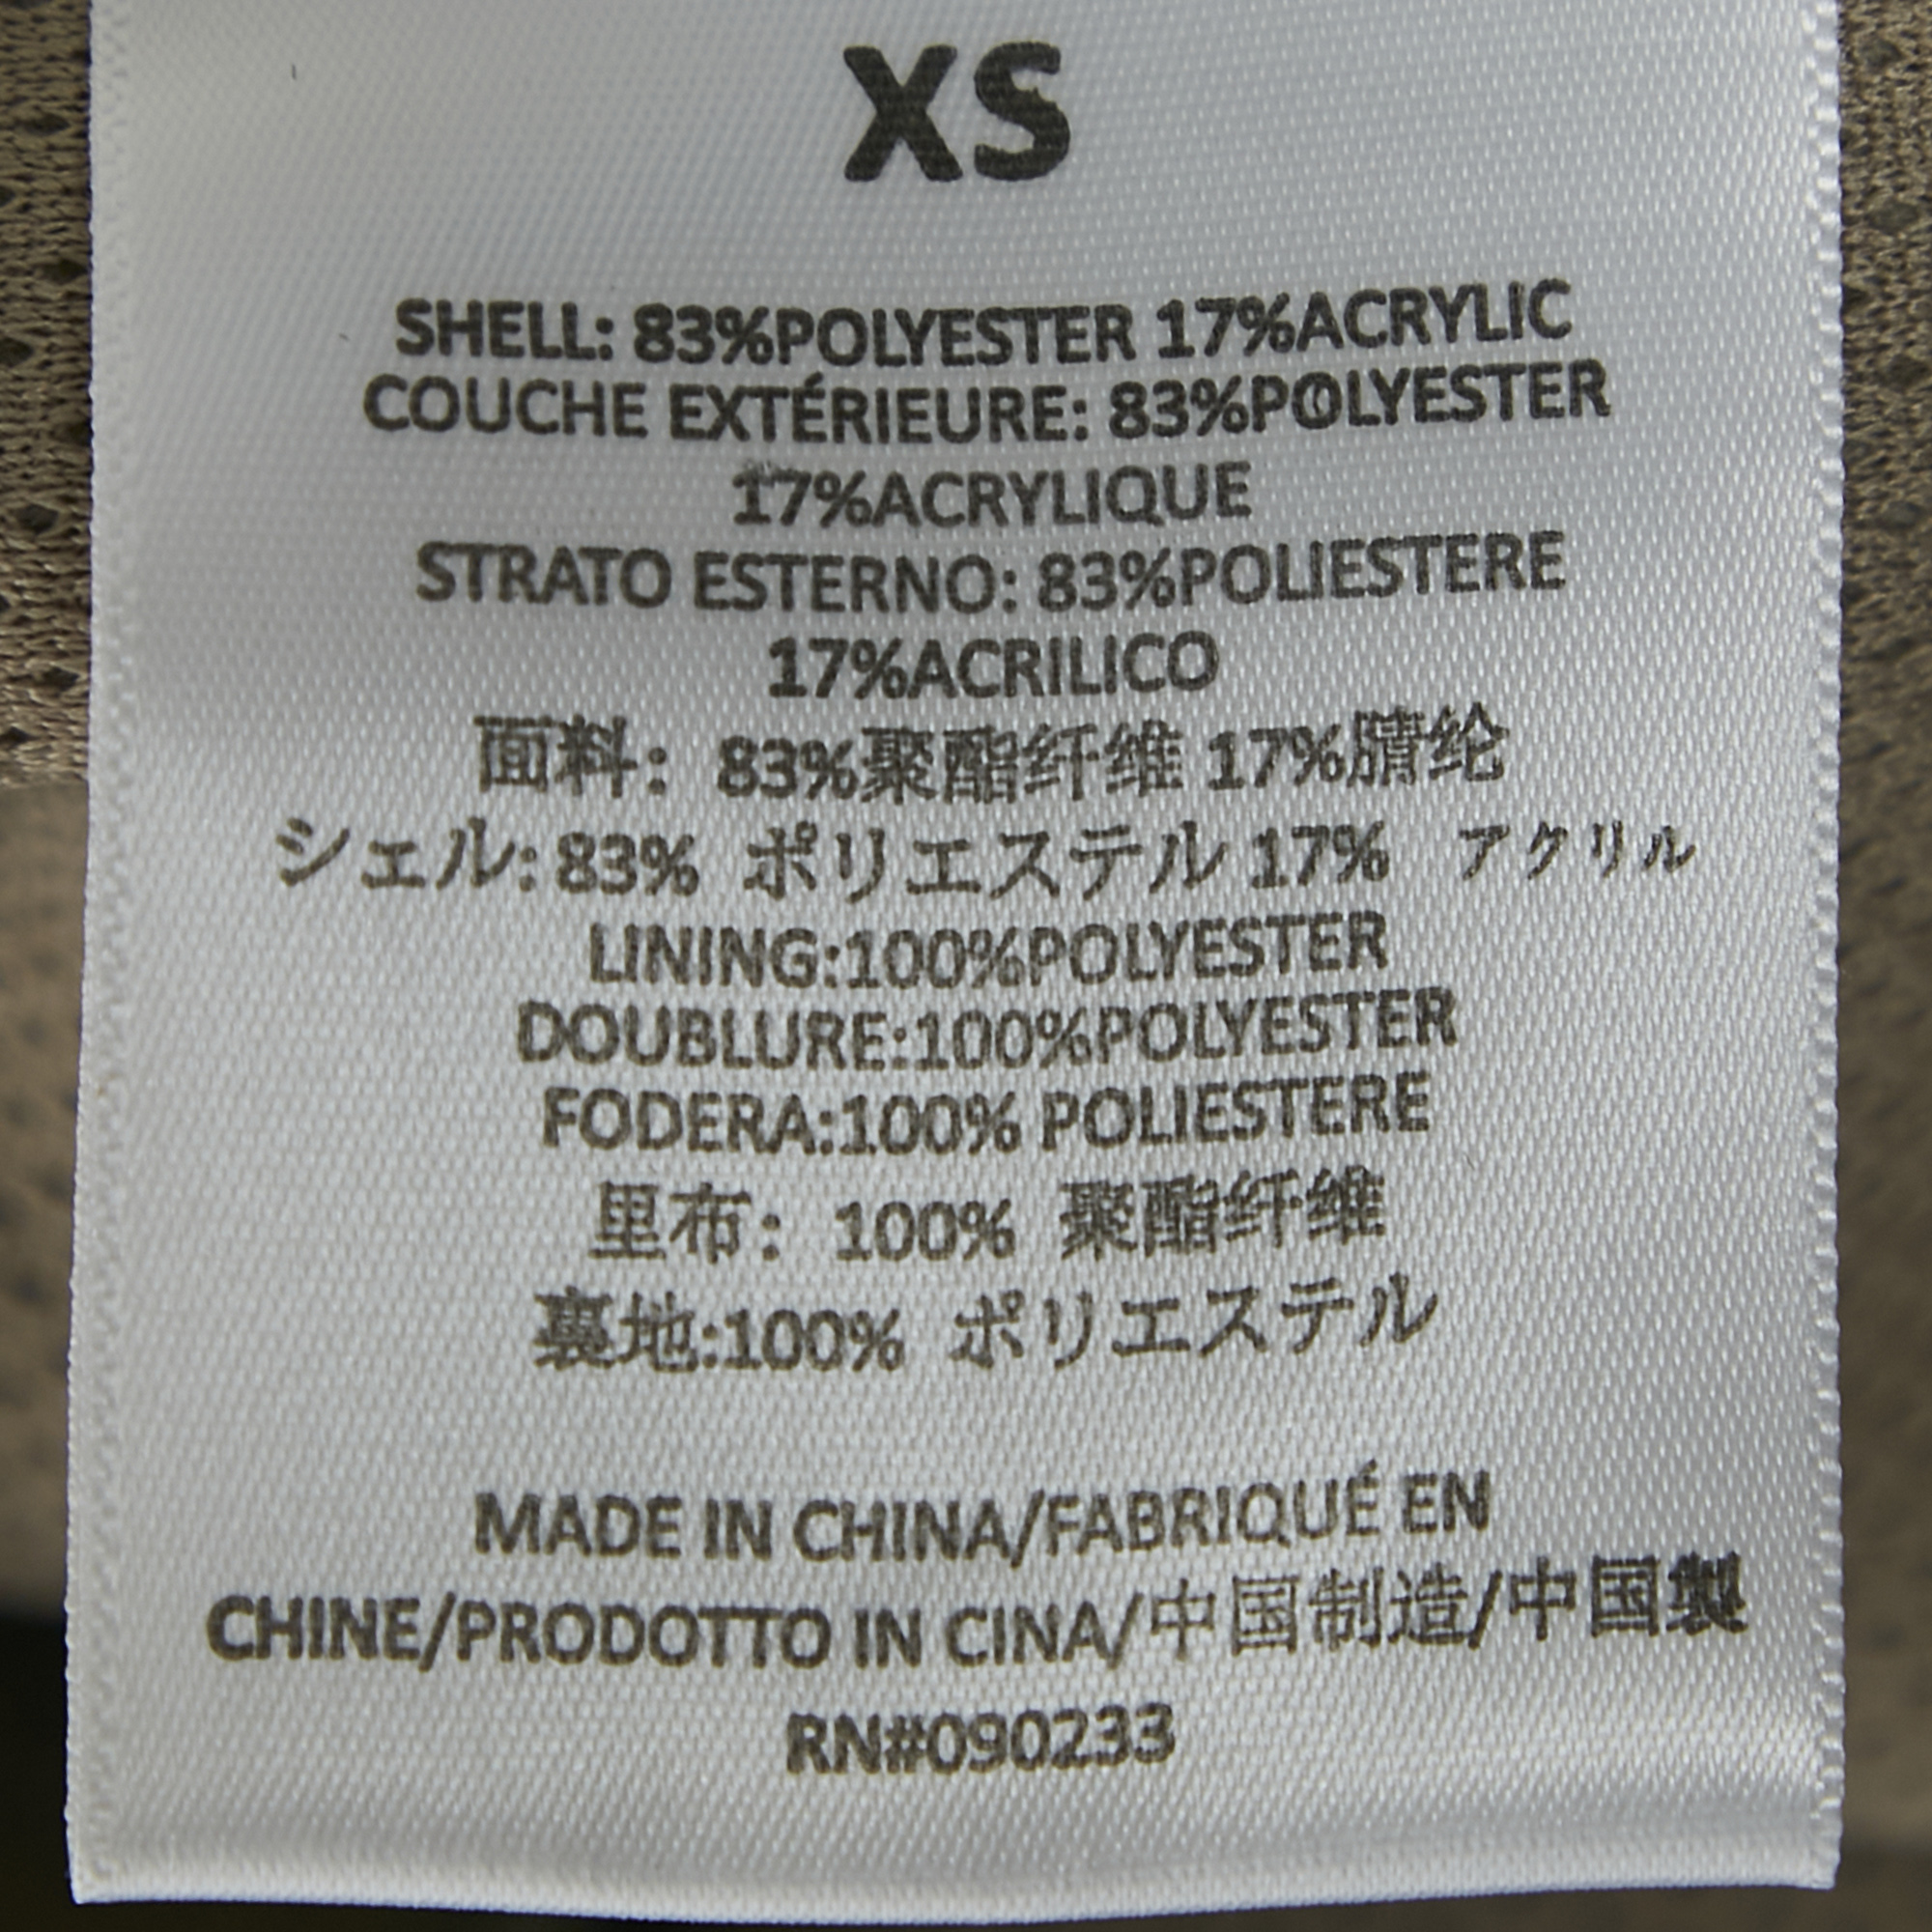 XS
SHELL: 83%POLYESTER 17%ACRYLIC
COUCHE EXTÉRIEURE: 83%POLYESTER
17%ACRYLIQUE
STRATO ESTERNO: 83%POLIESTERE
17%ACRILICO
面料：83%聚酯纤维 17%腈纶
シェル:83% ポリエステル 17% アクリル
LINING:100%POLYESTER
DOUBLURE:100%POLYESTER
FODERA:100% POLIESTERE
里布：100% 聚酯纤维
裏地:100% ポリエステル
MADE IN CHINA/FABRIQUÉ EN
CHINE/PRODOTTO IN CINA/中国制造/中国製
RN#090233